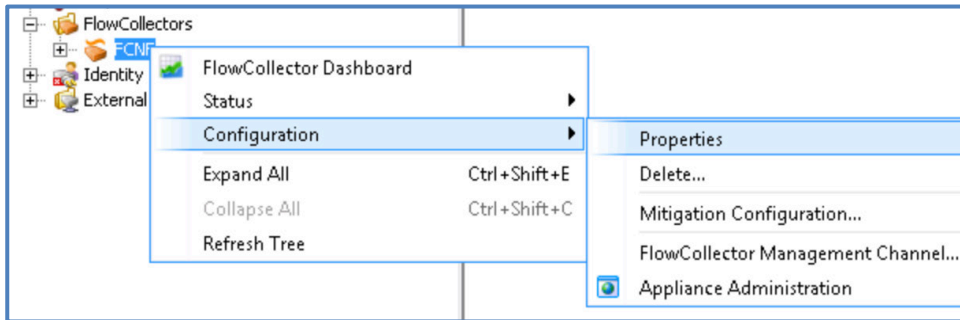 FlowCollectors
FCNF
Identity
External
FlowCollector Dashboard
Status
Configuration
Expand All Ctrl+Shift+E
Collapse All Ctrl+Shift+C
Refresh Tree
Properties
Delete...
Mitigation Configuration...
FlowCollector Management Channel...
Appliance Administration